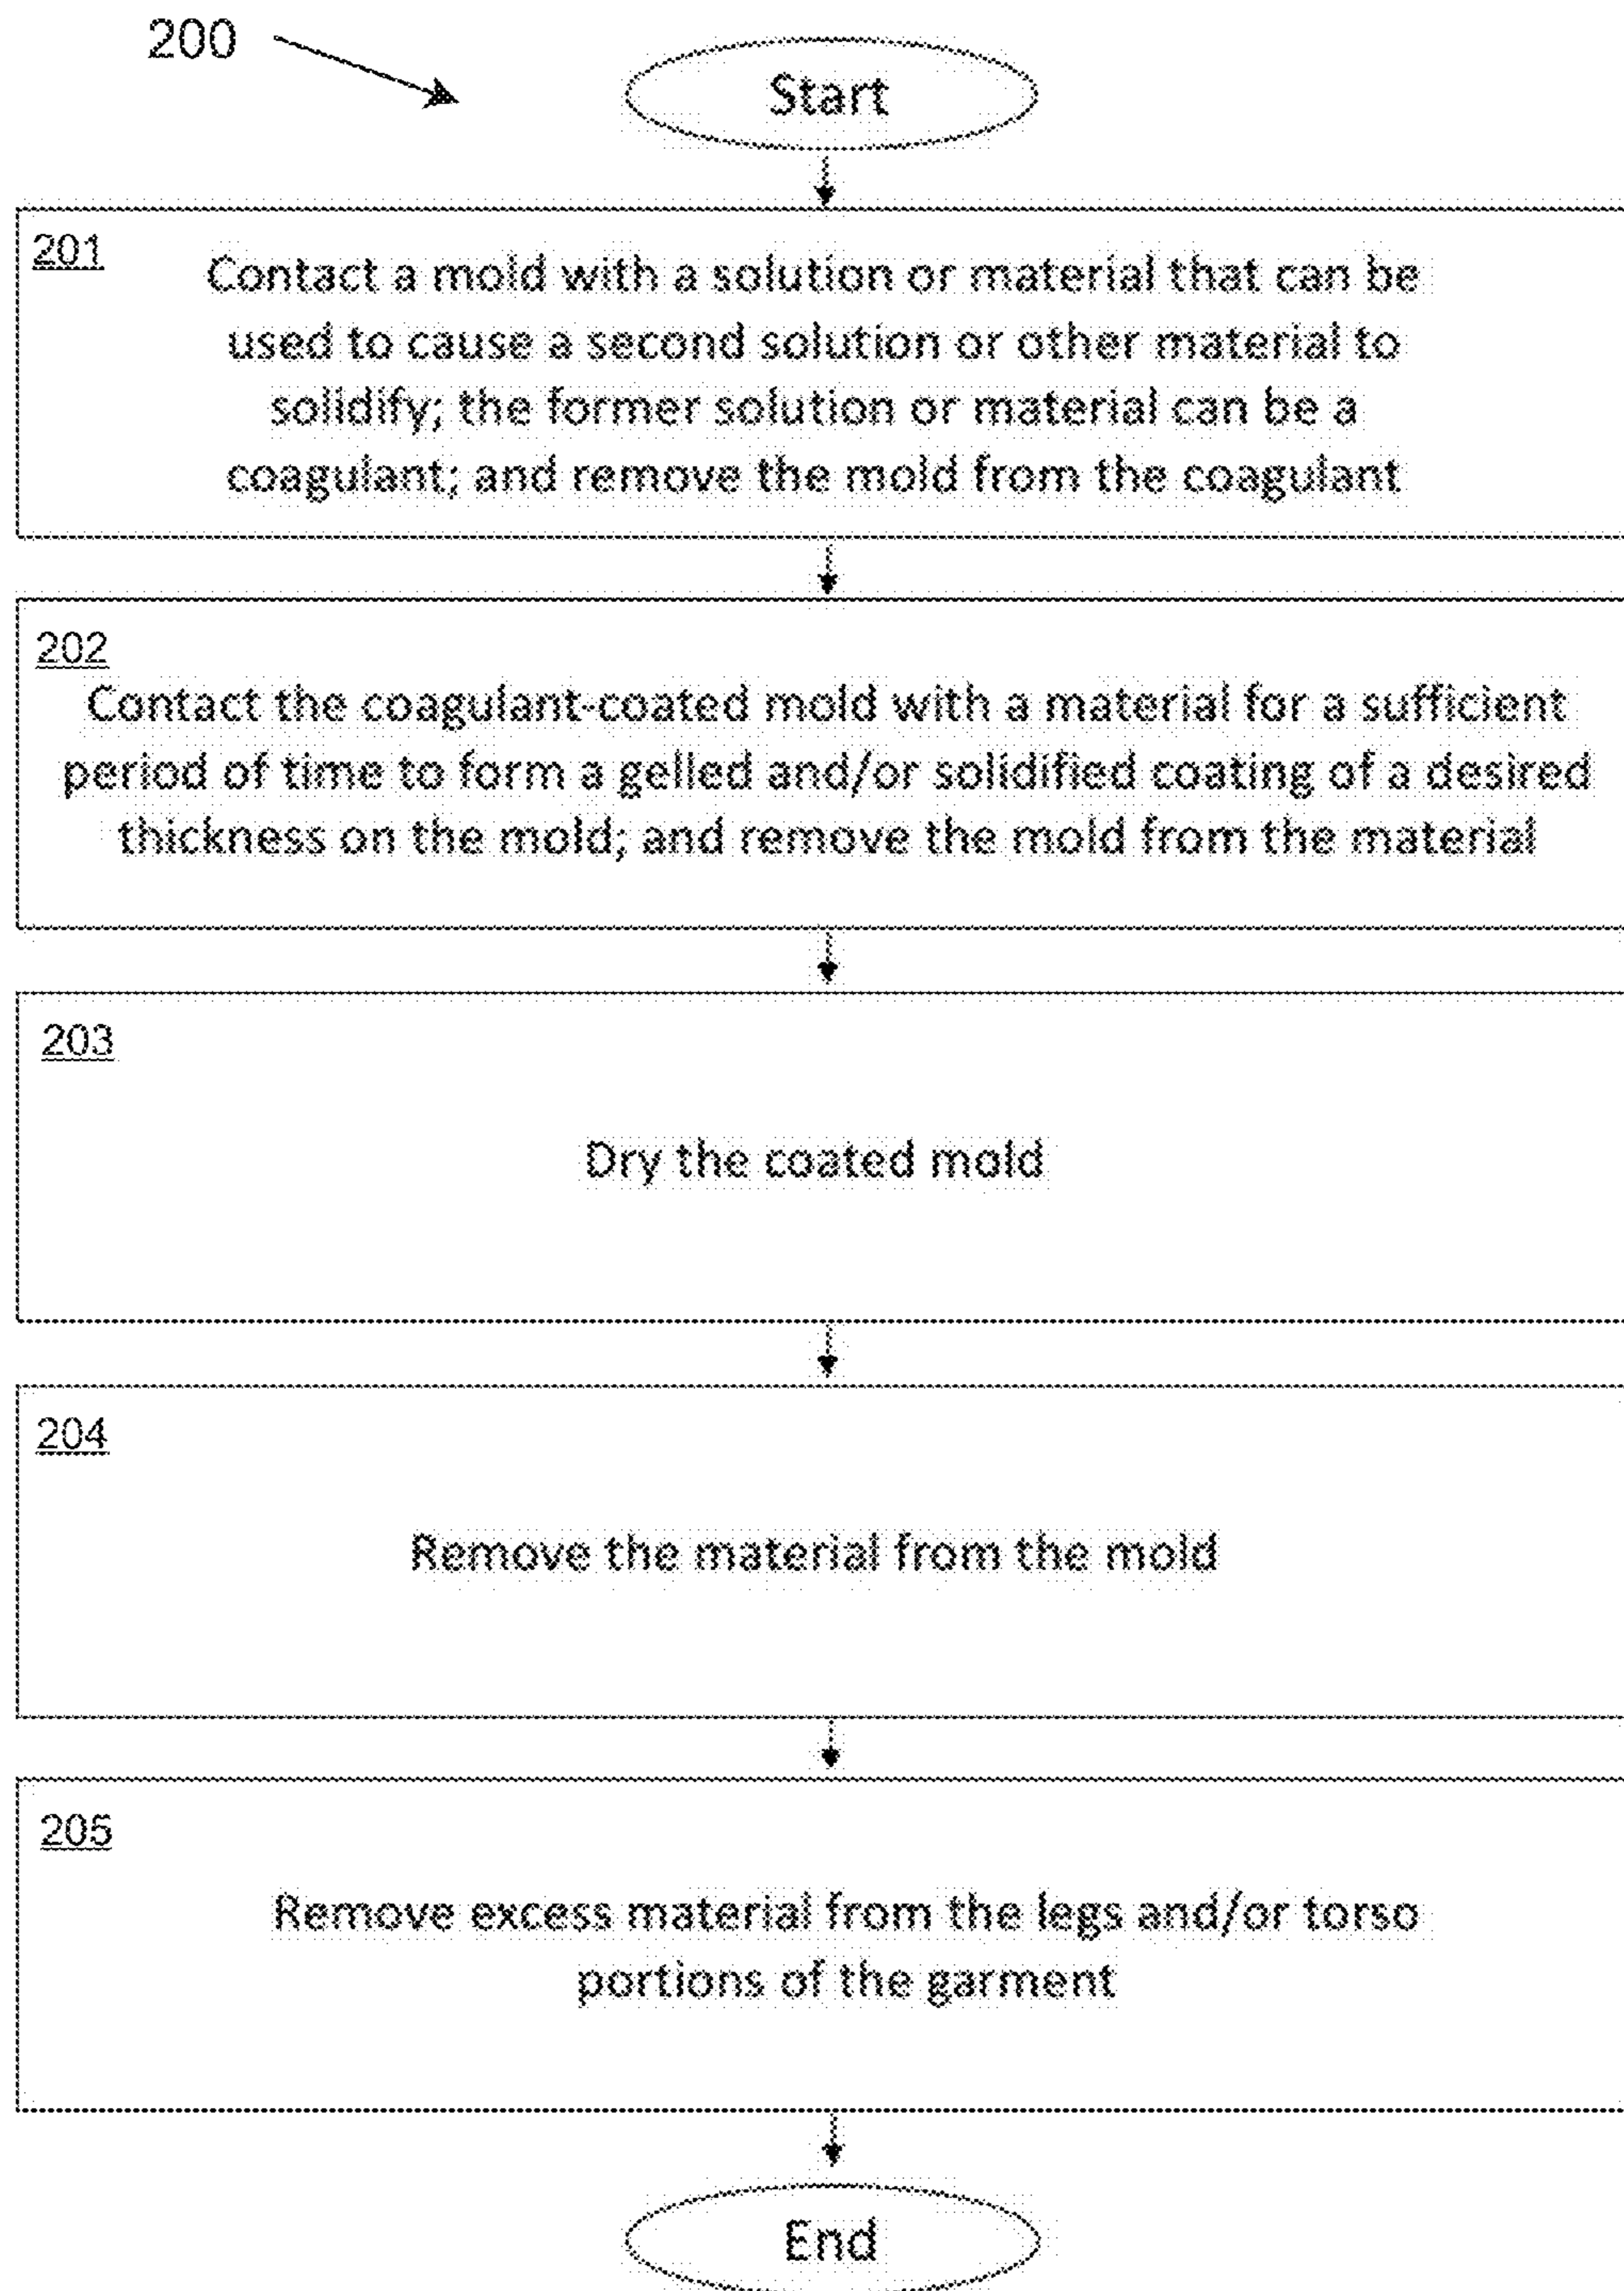 200
Start
201
Contact a mold with a solution or material that can be
used to cause a second solution or other material to
solidify; the former solution or material can be a
coagulant; and remove the mold from the coagulant
202
Contact the coagulant-coated mold with a material for a sufficient
period of time to form a gelled and/or solidified coating of a desired
thickness on the mold; and remove the mold from the material
203
Dry the coated mold
204
Remove the material from the mold
205
Remove excess material from the legs and/or torso
portions of the garment
End